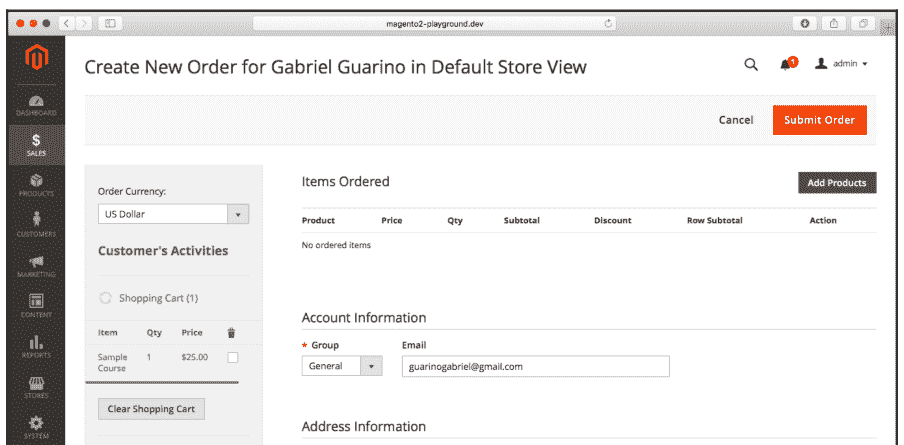 magento2-playground.dev
Create New Order for Gabriel Guarino in Default Store View
1
admin
DASHBOARD
Cancel
Submit Order
$
SALES
PRODUCTS
CUSTOMERS
MARKETING
CONTENT
REPORTS
STORES
SYSTEM
Order Currency:
US Dollar
Customer's Activities
Shopping Cart (1)
Item Qty Price
Sample Course 1 $25.00
Clear Shopping Cart
Items Ordered
Add Products
Product Price Qty Subtotal Discount Row Subtotal Action
No ordered items
Account Information
* Group Email
General guarinogabriel@gmail.com
Address Information